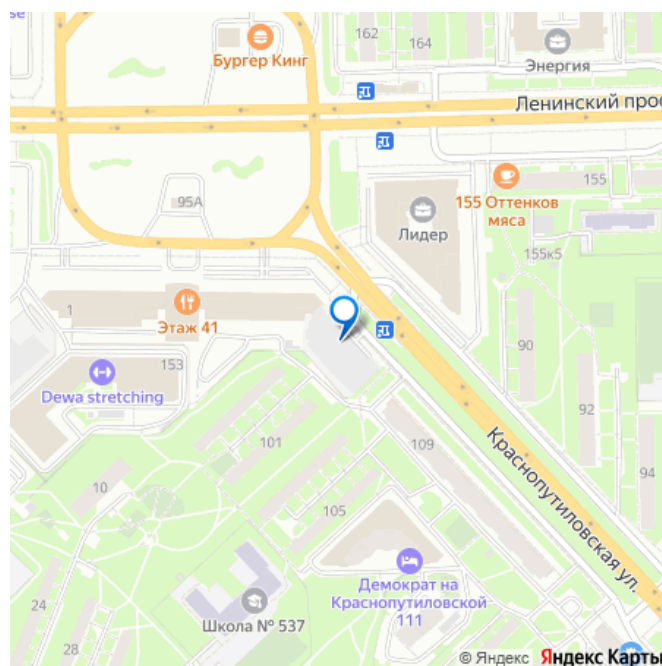 se
Бургер Кинг
162
164
Энергия
Ленинский прос
155
155 Оттенков
мяса
95А
Лидер
155к5
1
Этаж 41
153
Dewa stretching
90
92
101
109
94
Краснопутиловская ул.
10
105
Демократ на
Краснопутиловской
111
24
Школа № 537
28
© Яндекс Яндекс Карты